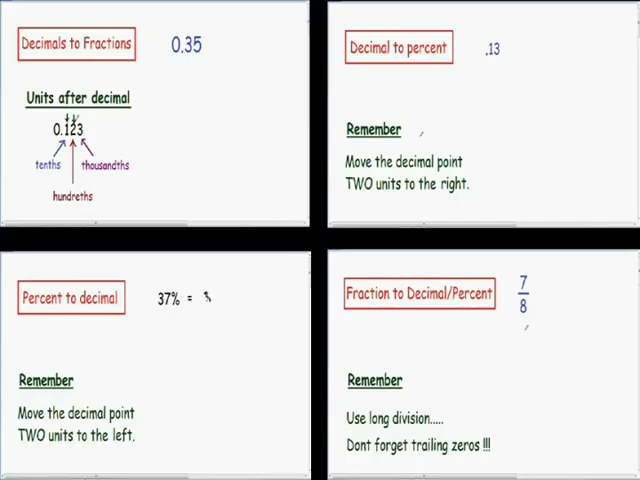 Decimals to Fractions
0.35
Units after decimal
0.123
tenths
thousandths
hundreths
Decimal to percent
.13
Remember
Move the decimal point
TWO units to the right.
Percent to decimal
37% =
Remember
Move the decimal point
TWO units to the left.
Fraction to Decimal/Percent
7
8
Remember
Use long division.....
Dont forget trailing zeros !!!